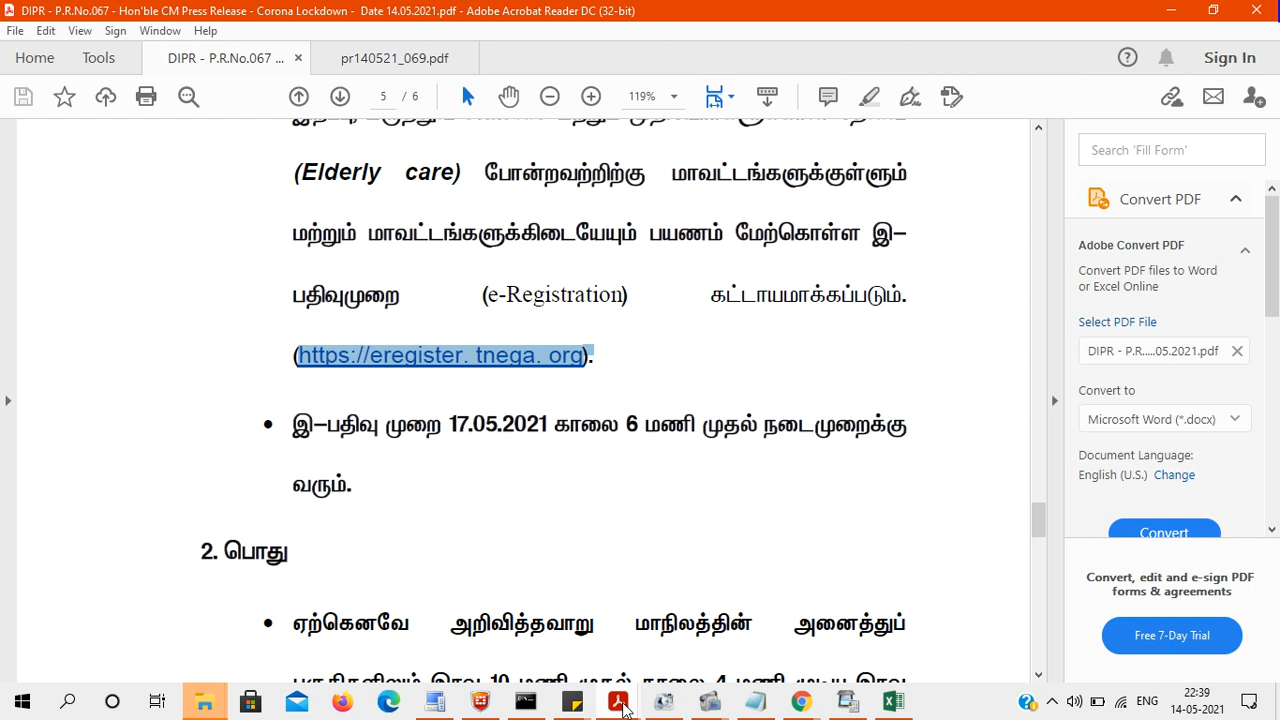 DIPR - P.R.No.067 - Hon'ble CM Press Release - Corona Lockdown - Date 14.05.2021.pdf - Adobe Acrobat Reader DC (32-bit)
File Edit View Sign Window Help
Home Tools DIPR - P.R.No.067 ... × pr140521_069.pdf Sign In
5 / 6 119%
(Elderly care) போன்றவற்றிற்கு மாவட்டங்களுக்குள்ளும்
மற்றும் மாவட்டங்களுக்கிடையேயும் பயணம் மேற்கொள்ள இ–
பதிவுமுறை (e-Registration) கட்டாயமாக்கப்படும்.
(https://eregister. tnega. org).
• இ–பதிவு முறை 17.05.2021 காலை 6 மணி முதல் நடைமுறைக்கு
வரும்.
2. பொது
• ஏற்கெனவே அறிவித்தவாறு மாநிலத்தின் அனைத்துப்
Search 'Fill Form'
Convert PDF
Adobe Convert PDF
Convert PDF files to Word
or Excel Online
Select PDF File
DIPR - P.R.....05.2021.pdf
Convert to
Microsoft Word (*.docx)
Document Language:
English (U.S.) Change
Convert
Convert, edit and e-sign PDF
forms & agreements
Free 7-Day Trial
ENG 22:39
14-05-2021